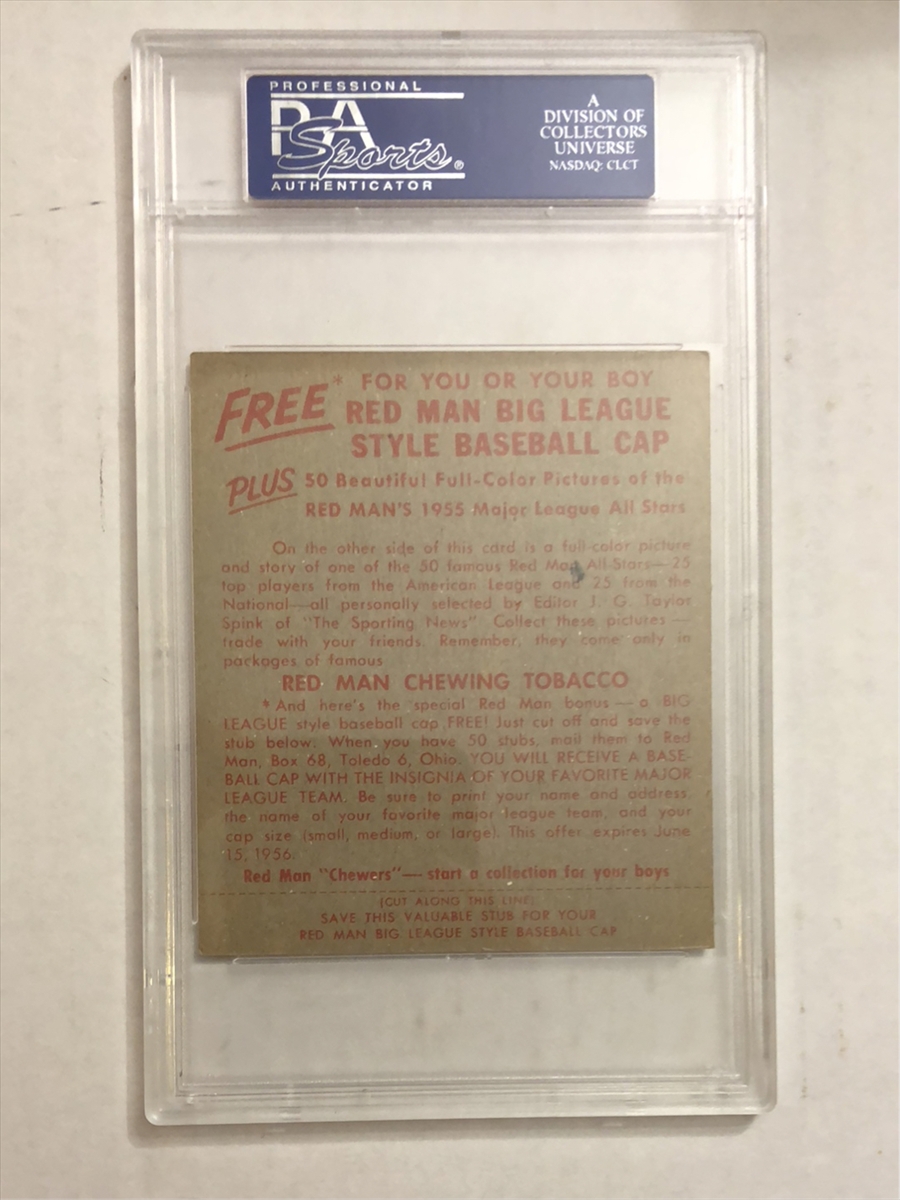 PROFESSIONAL
PSA
Sports®
AUTHENTICATOR
A
DIVISION OF
COLLECTORS
UNIVERSE
NASDAQ: CLCT
FREE* FOR YOU OR YOUR BOY
RED MAN BIG LEAGUE
STYLE BASEBALL CAP
PLUS 50 Beautiful Full-Color Pictures of the
RED MAN'S 1955 Major League All Stars
On the other side of this card is a full-color picture
and story of one of the 50 famous Red Man All-Stars—25
top players from the American League and 25 from the
National—all personally selected by Editor J. G. Taylor
Spink of "The Sporting News". Collect these pictures —
trade with your friends. Remember, they come only in
packages of famous
RED MAN CHEWING TOBACCO
*And here's the special Red Man bonus — a BIG
LEAGUE style baseball cap FREE! Just cut off and save the
stub below. When you have 50 stubs, mail them to Red
Man, Box 68, Toledo 6, Ohio. YOU WILL RECEIVE A BASE-
BALL CAP WITH THE INSIGNIA OF YOUR FAVORITE MAJOR
LEAGUE TEAM. Be sure to print your name and address,
the name of your favorite major league team, and your
cap size (small, medium, or large). This offer expires June
15, 1956.
Red Man "Chewers" — start a collection for your boys
(CUT ALONG THIS LINE)
SAVE THIS VALUABLE STUB FOR YOUR
RED MAN BIG LEAGUE STYLE BASEBALL CAP